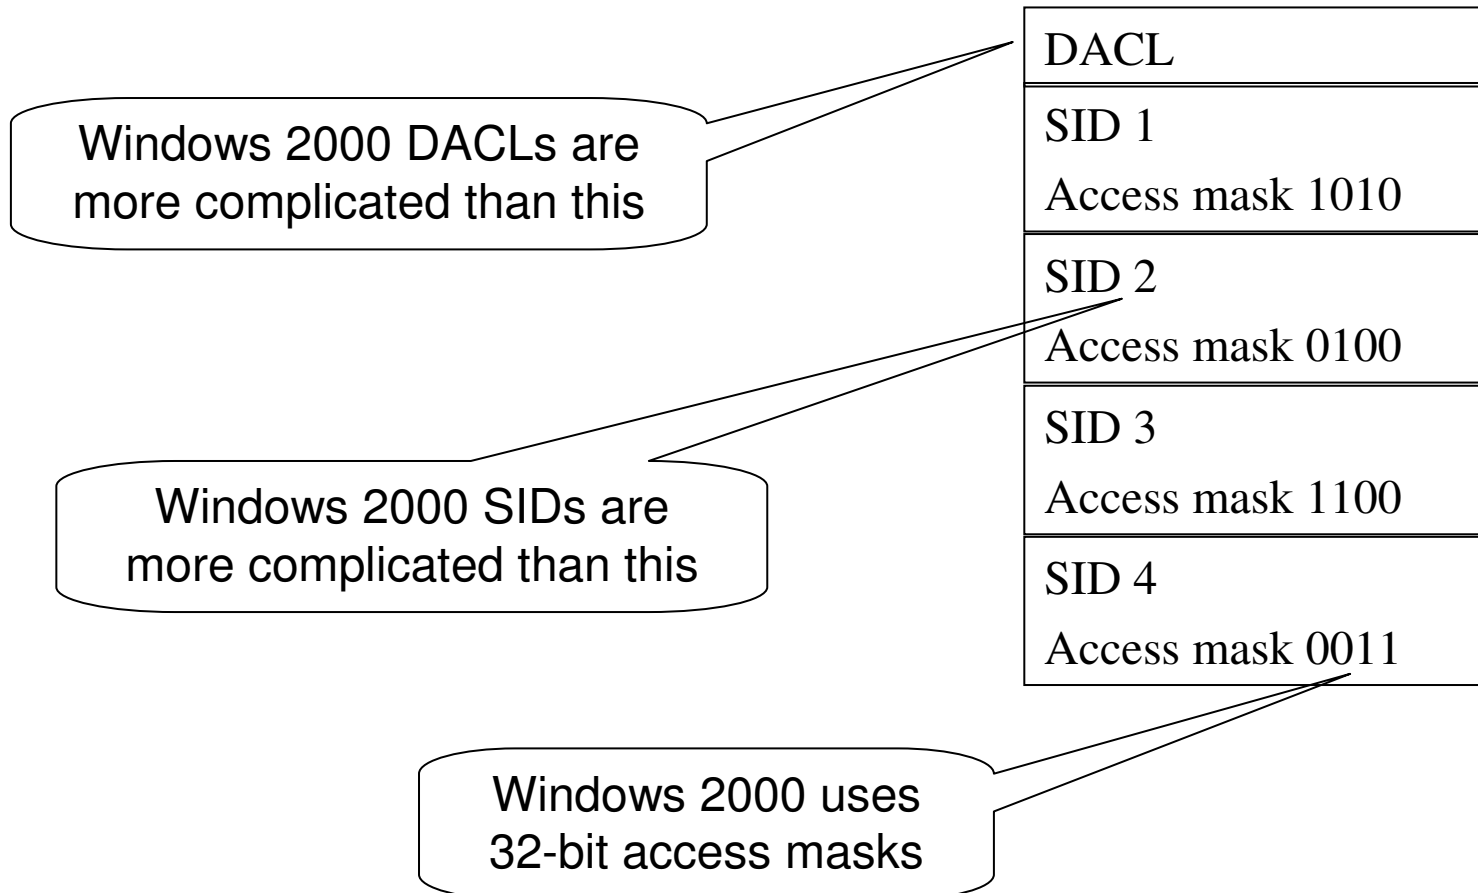 DACL
Windows 2000 DACLs are
more complicated than this
SID 1
Access mask 1010
SID 2
Access mask 0100
Windows 2000 SIDs are
more complicated than this
SID 3
Access mask 1100
SID 4
Access mask 0011
Windows 2000 uses
32-bit access masks